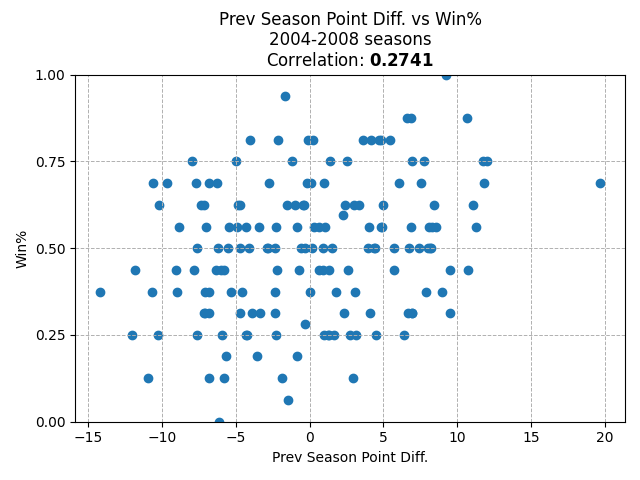 Prev Season Point Diff. vs Win%
2004-2008 seasons
Correlation: 0.2741
1.00
0.75
0.50
0.25
0.00
Win%
−15
−10
−5
0
5
10
15
20
Prev Season Point Diff.